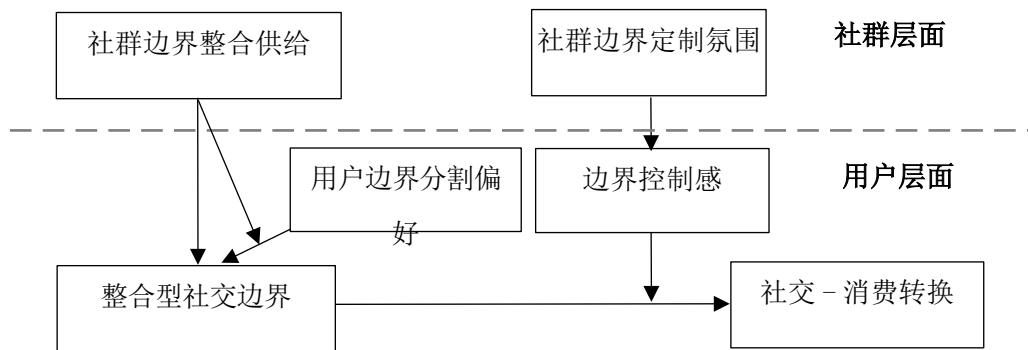 社群边界整合供给
社群边界定制氛围
社群层面
用户边界分割偏
好
边界控制感
用户层面
整合型社交边界
社交－消费转换